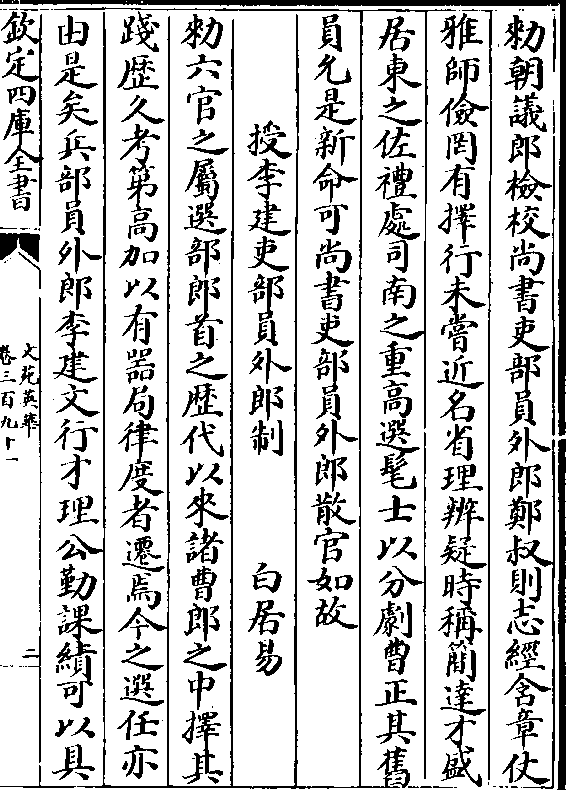 勅朝議郎檢校尚書吏部員外郎鄭叔則志經含章仗
雅師儉罔有擇行未嘗近名省理辨疑時稱簡達才盛
居東之佐禮處司南之重高選髦士以分劇曹正其舊
員允是新命可尚書吏部員外郎散官如故
授李建吏部員外郎制 白居易
勅六官之屬選部郎首之歴代以來諸曹郎之中擇其
踐歴久考第高加以有器局律度者遷焉今之選任亦
由是矣兵部員外郎李建文行才理公勤課績可以具
欽定四庫全書
文苑英華
卷三百九十一
二